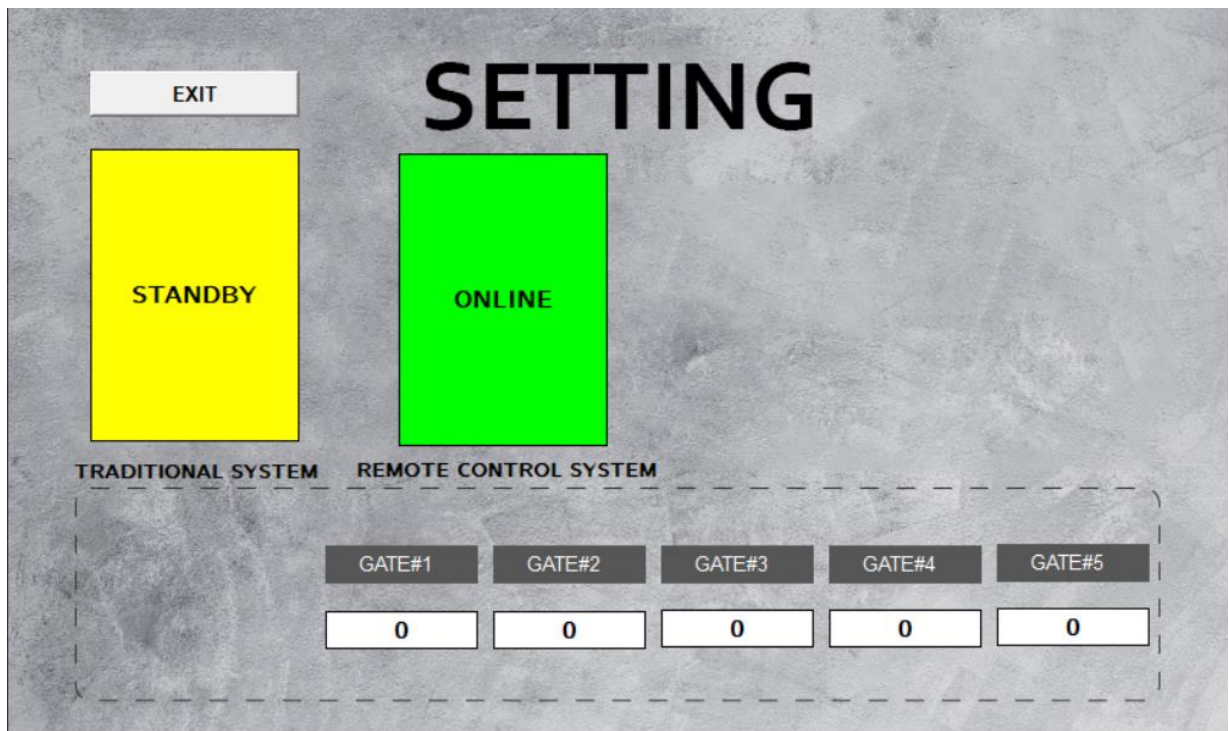 SETTING
EXIT
STANDBY
ONLINE
TRADITIONAL SYSTEM
REMOTE CONTROL SYSTEM
GATE#1 GATE#2 GATE#3 GATE#4 GATE#5
0 0 0 0 0